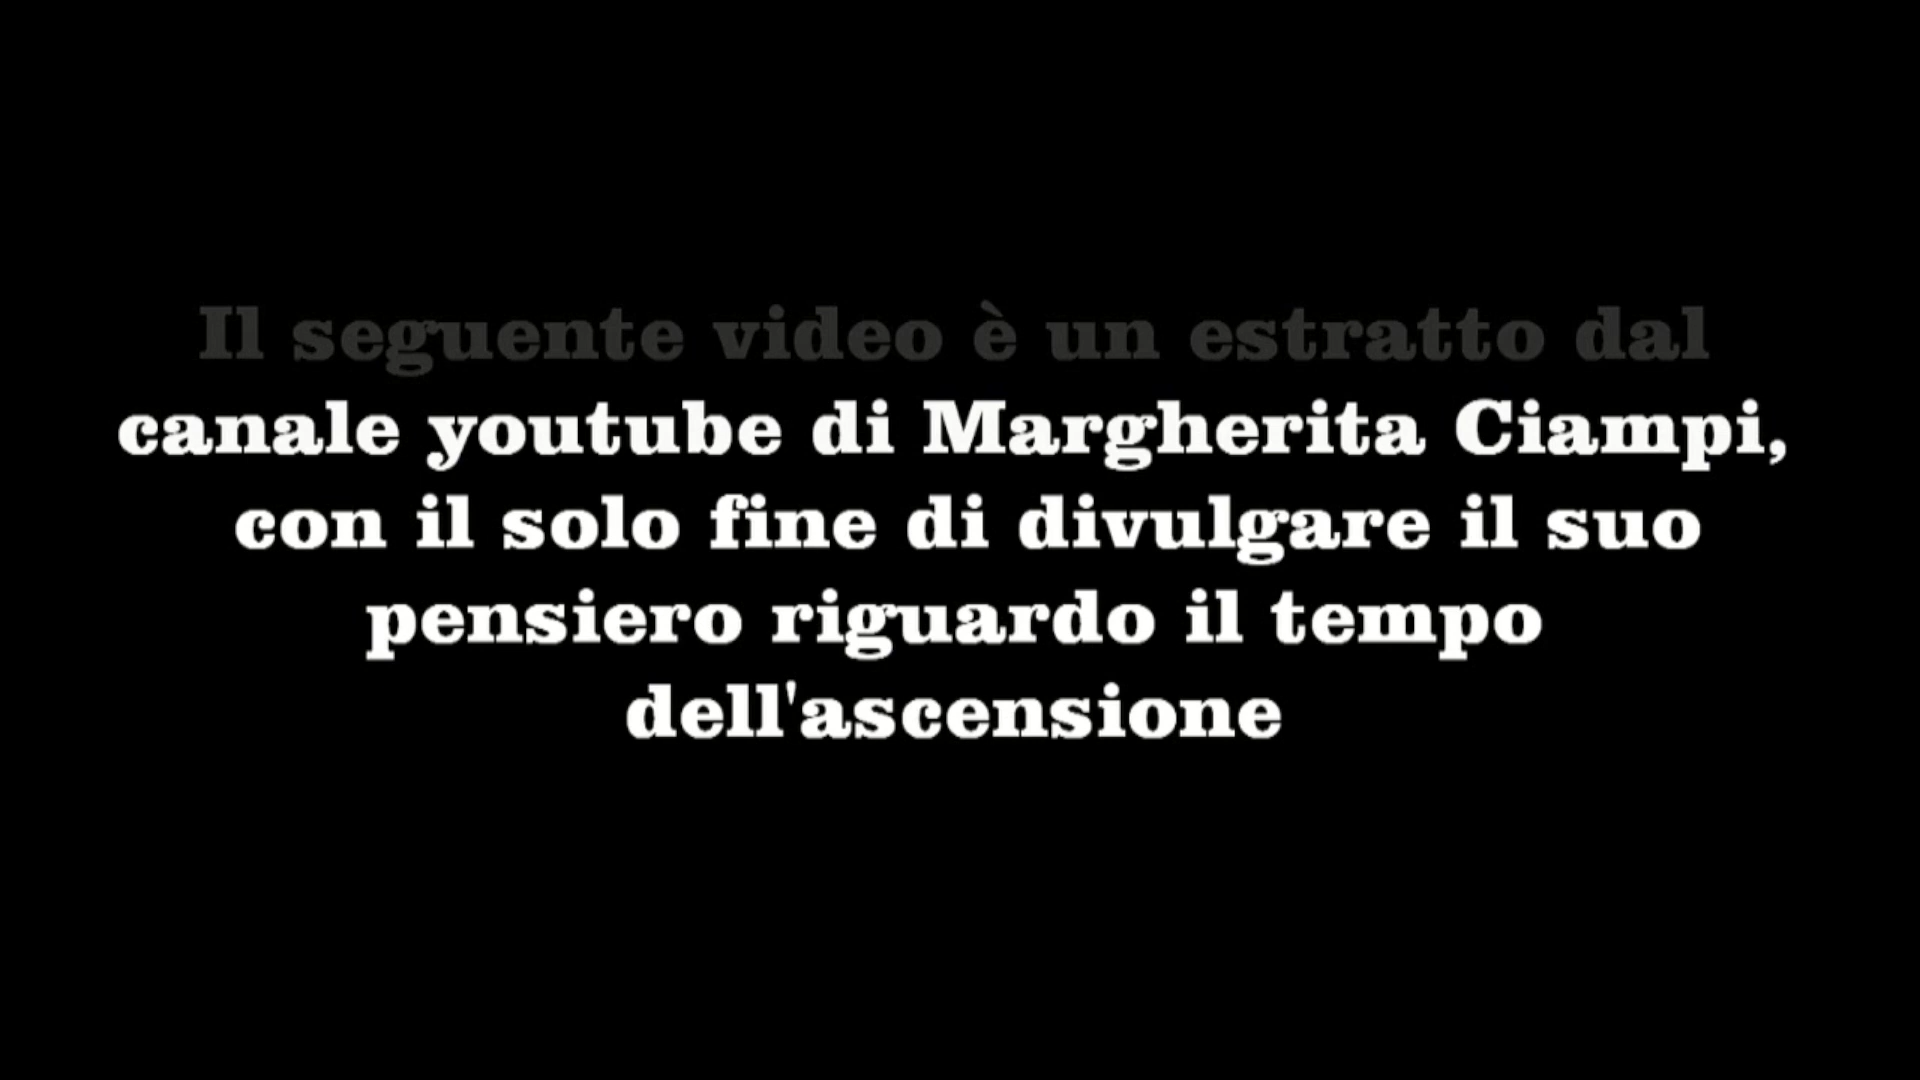 Il seguente video è un estratto dal
canale youtube di Margherita Ciampi,
con il solo fine di divulgare il suo
pensiero riguardo il tempo
dell'ascensione